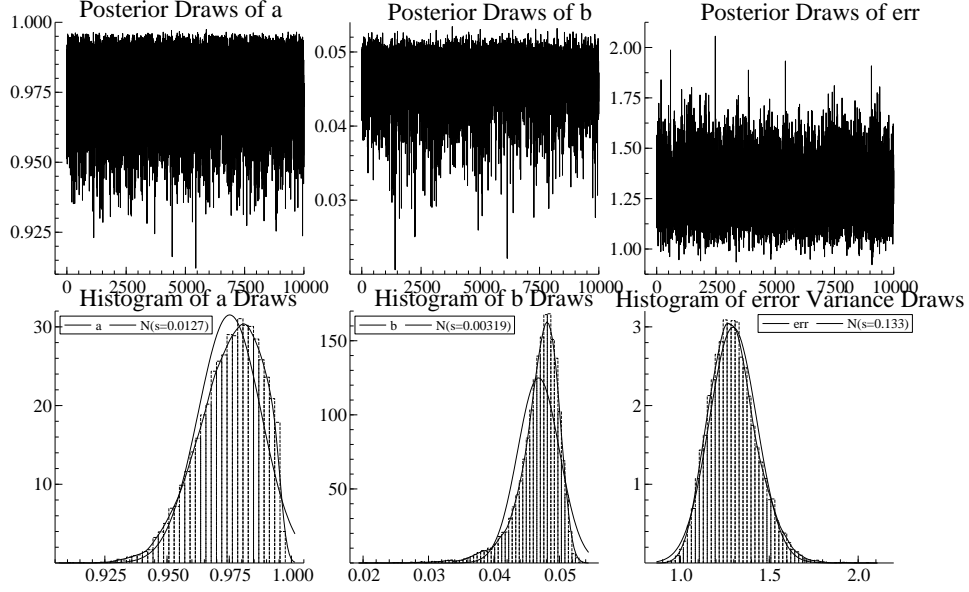 Posterior Draws of a
1.000
0.975
0.950
0.925
0 2500 5000 7500 10000
Posterior Draws of b
0.05
0.04
0.03
0 2500 5000 7500 10000
Posterior Draws of err
2.00
1.75
1.50
1.25
1.00
0 2500 5000 7500 10000
Histogram of a Draws
a N(s=0.0127)
30
20
10
0.925 0.950 0.975 1.000
Histogram of b Draws
b N(s=0.00319)
150
100
50
0.02 0.03 0.04 0.05
Histogram of error Variance Draws
err N(s=0.133)
3
2
1
1.0 1.5 2.0